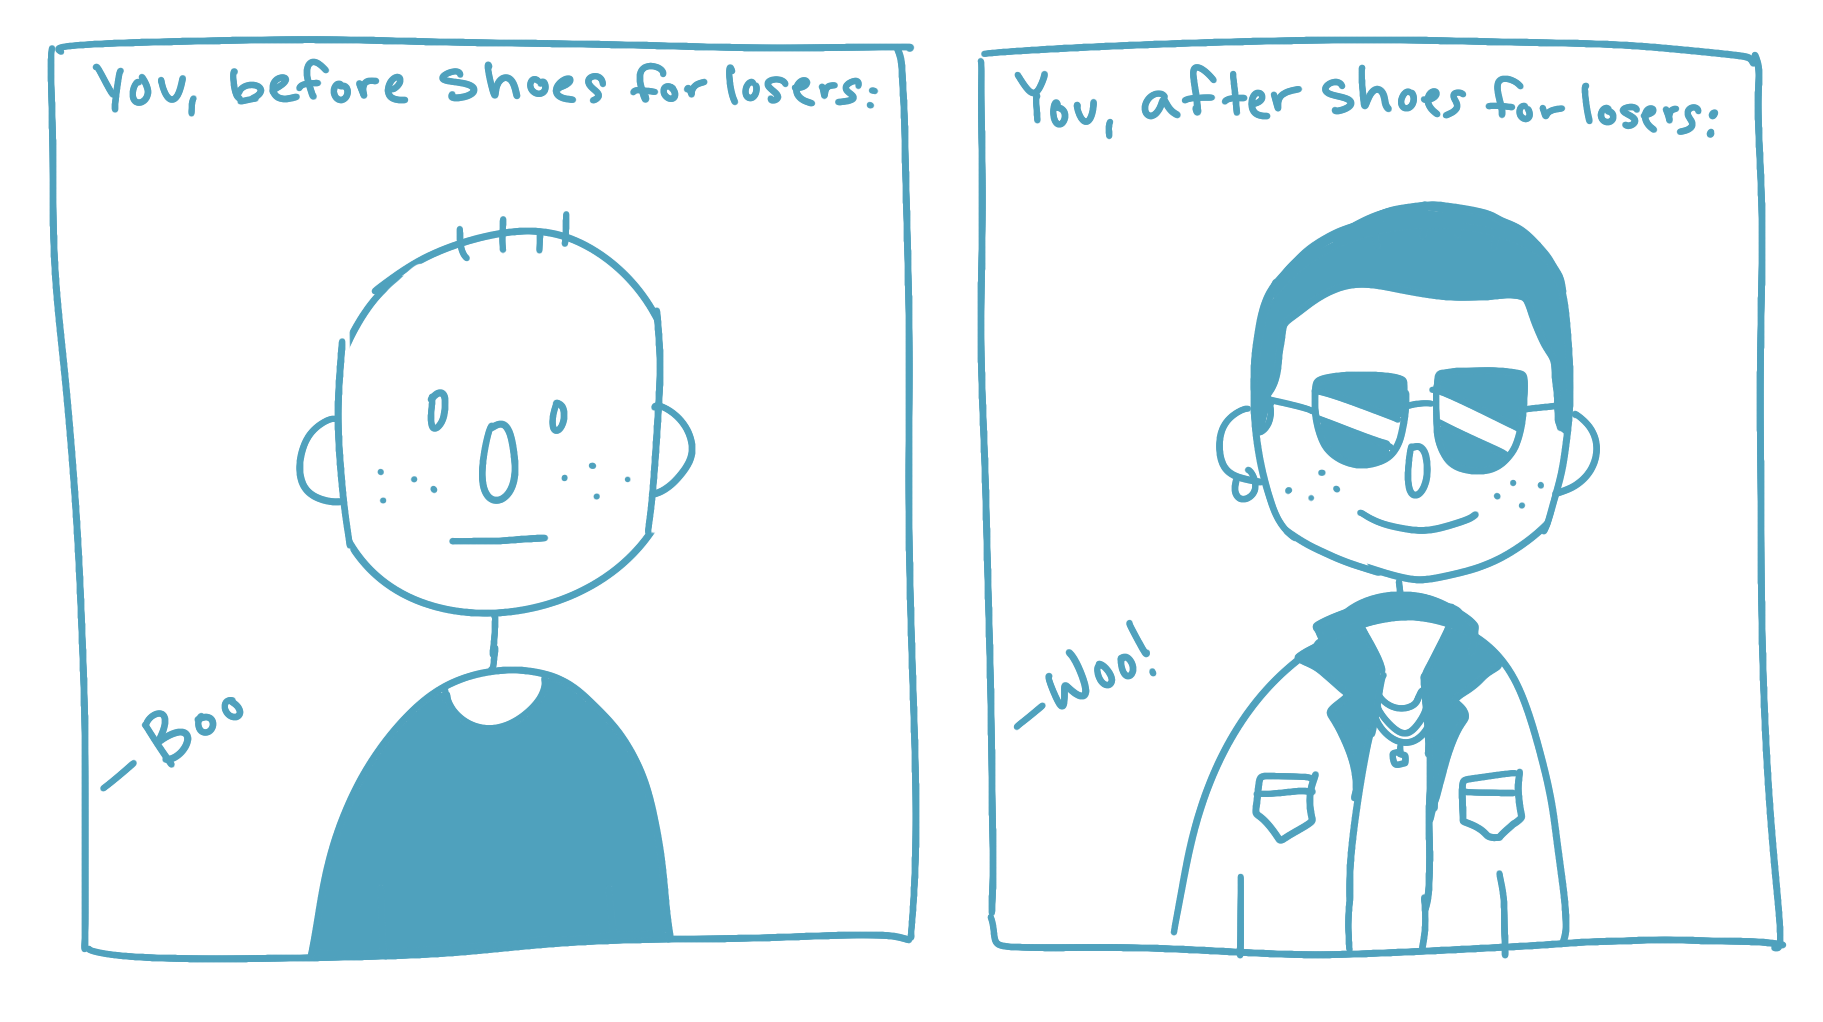 You, before shoes for losers:
– Boo
You, after shoes for losers:
– Woo!